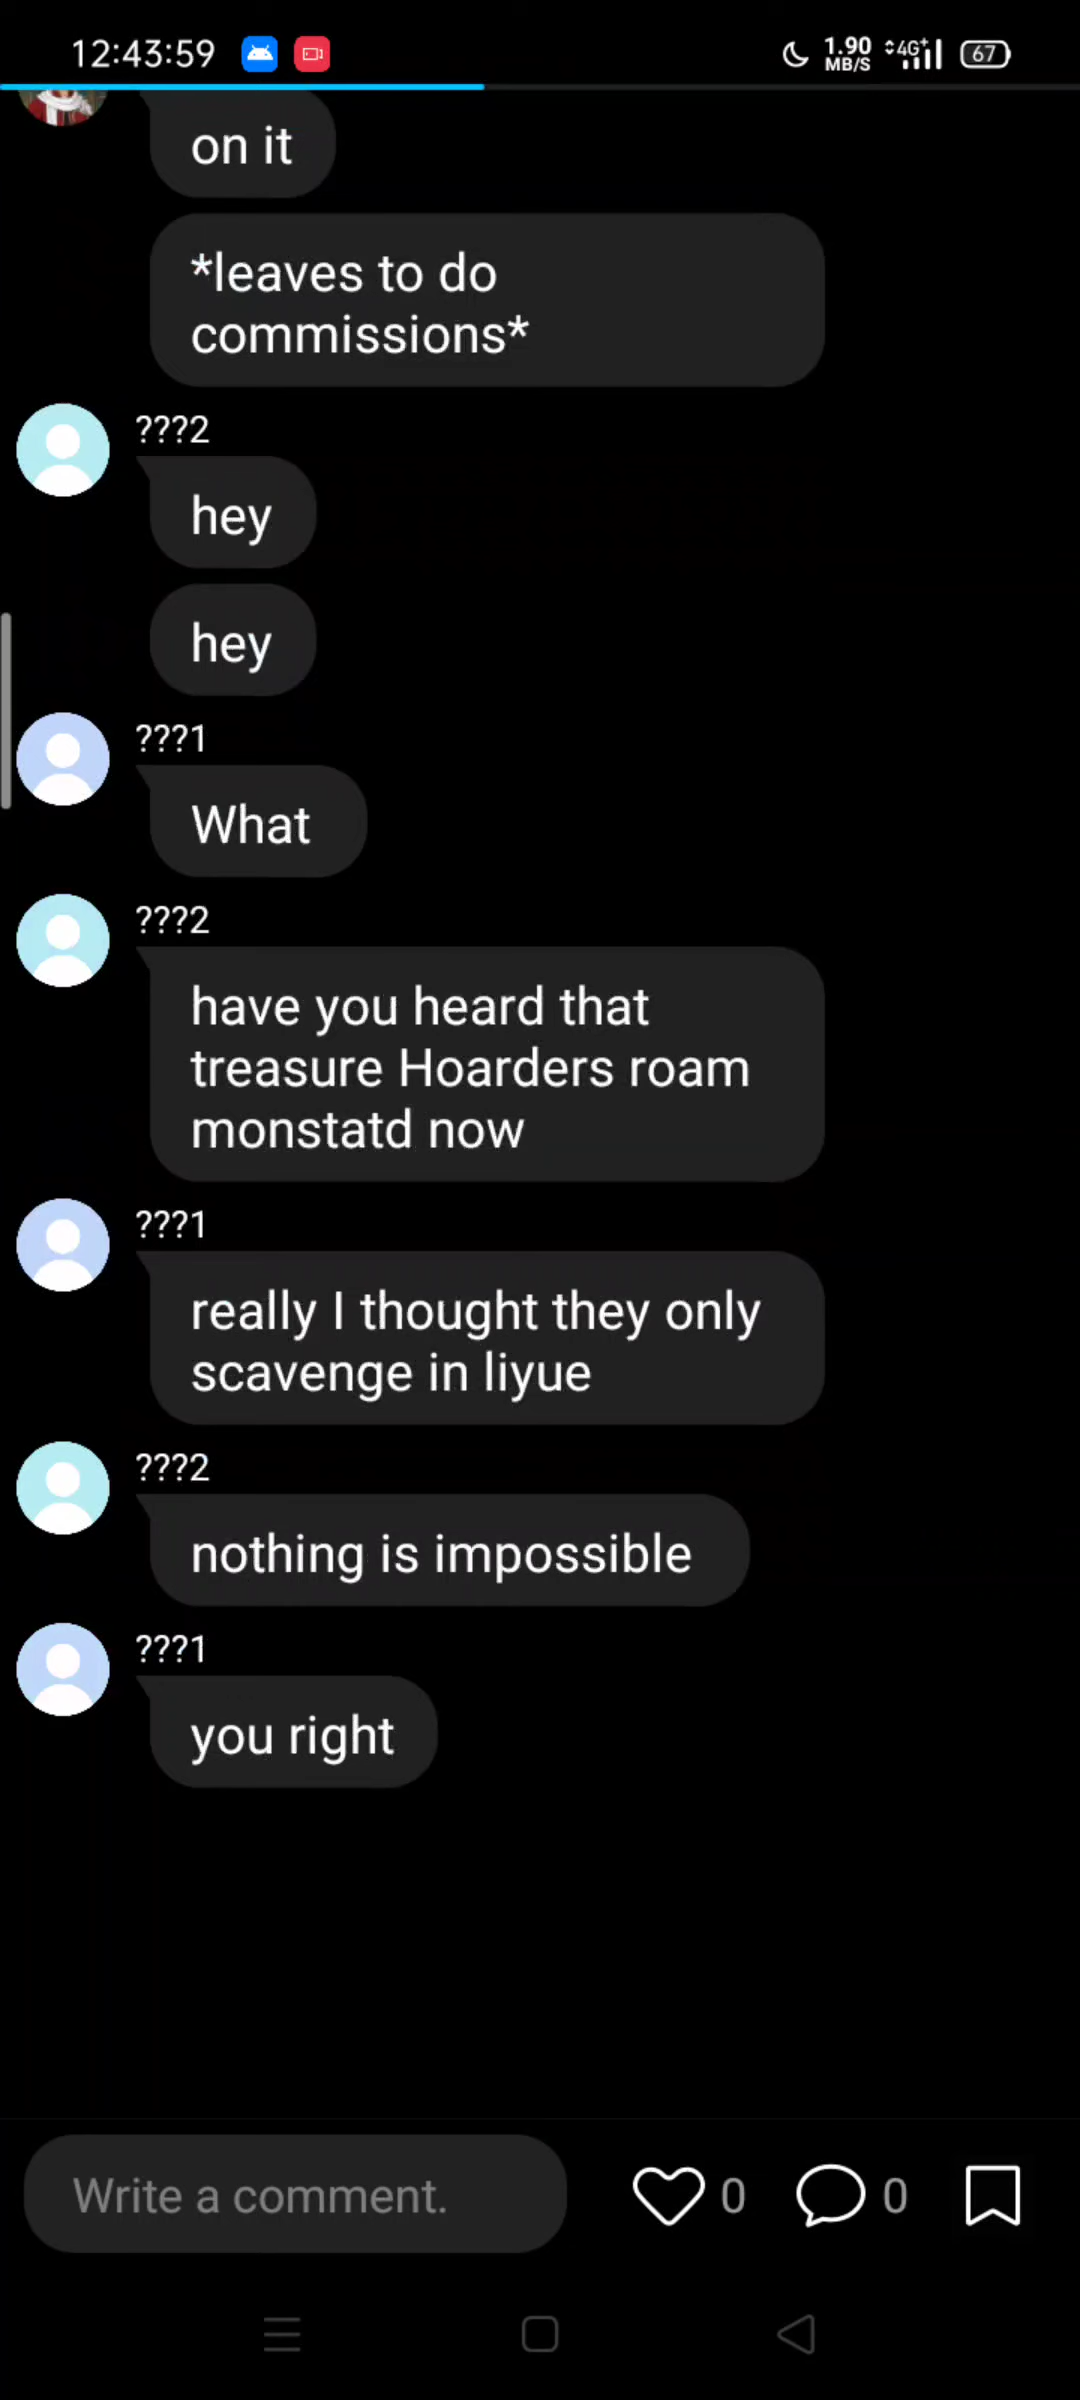 12:43:59
1.90
MB/S
4G+
67
on it
*leaves to do
commissions*
???2
hey
hey
???1
What
???2
have you heard that
treasure Hoarders roam
monstatd now
???1
really I thought they only
scavenge in liyue
???2
nothing is impossible
???1
you right
Write a comment.
0
0